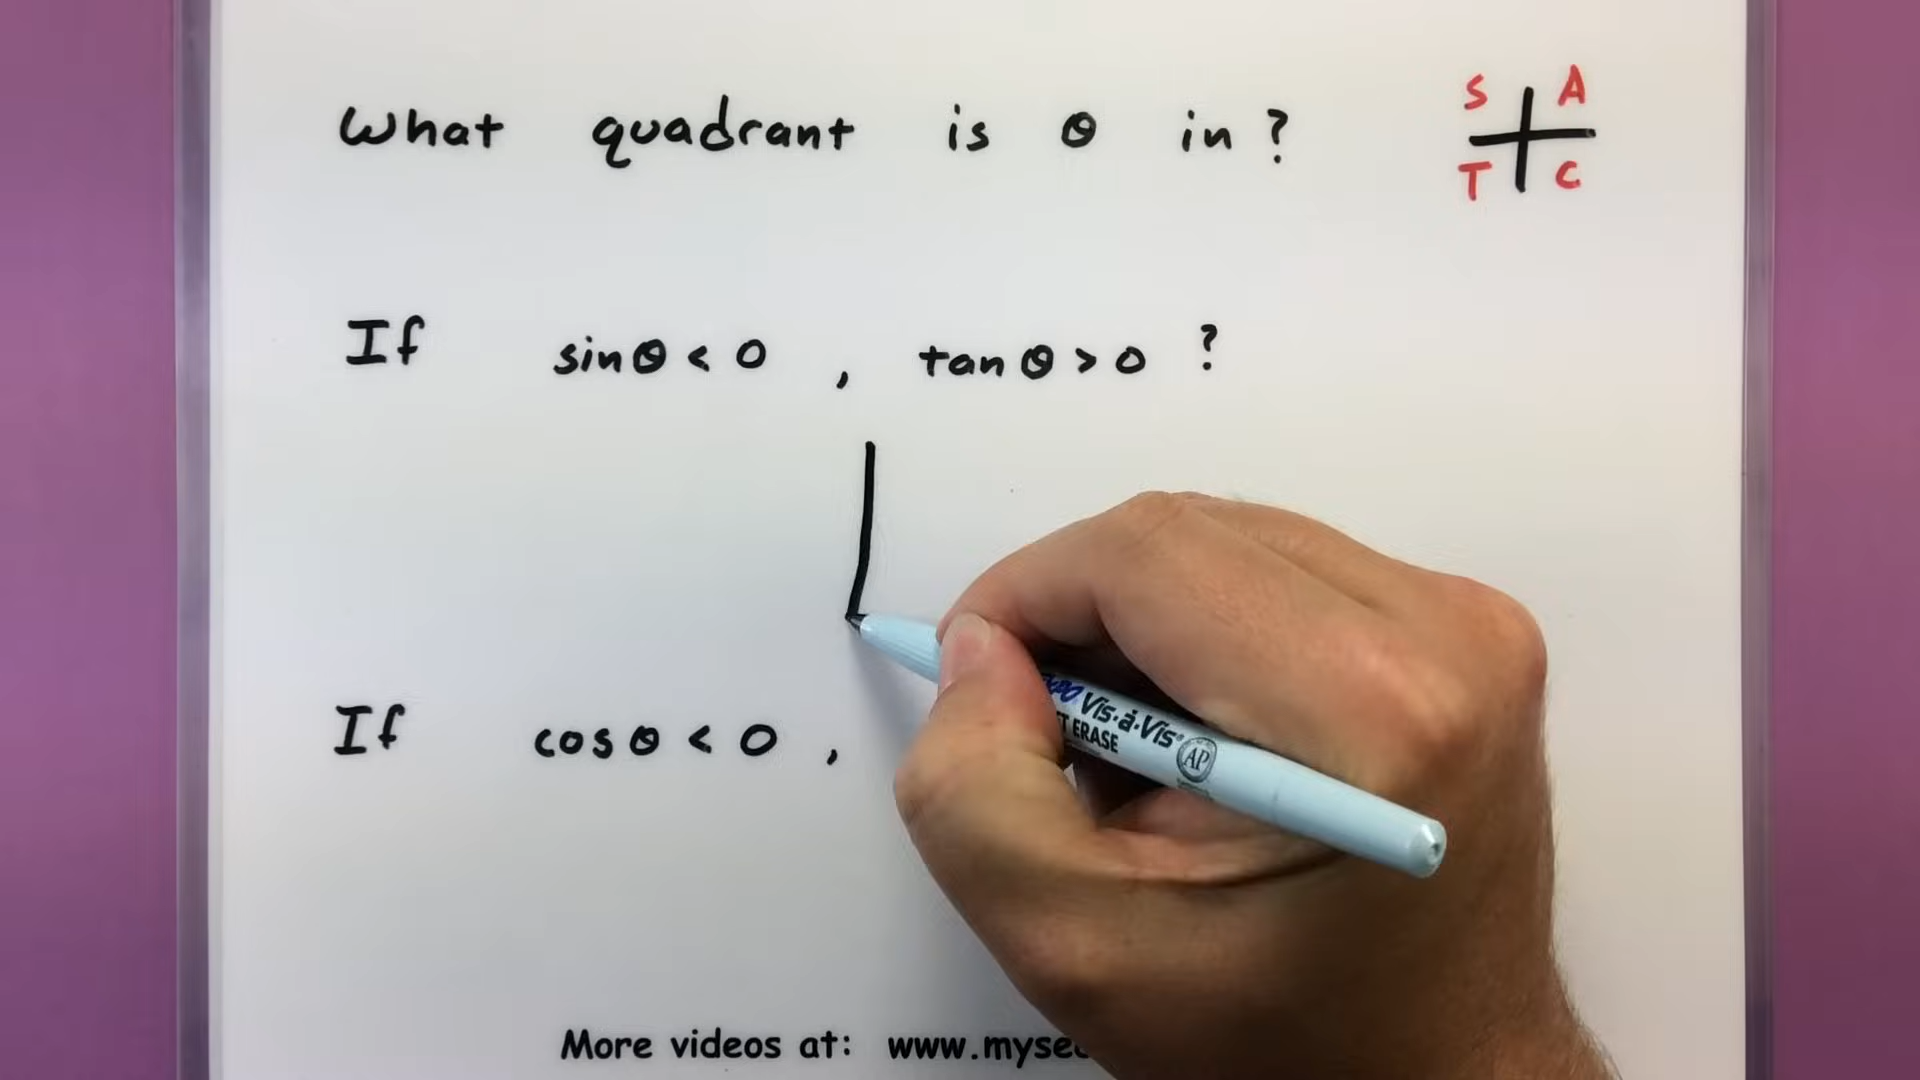 What quadrant is θ in?
S A
T C
If sinθ < 0 , tanθ > 0 ?
If cosθ < 0 ,
Vis·à·Vis®
ERASE
AP
More videos at: www.